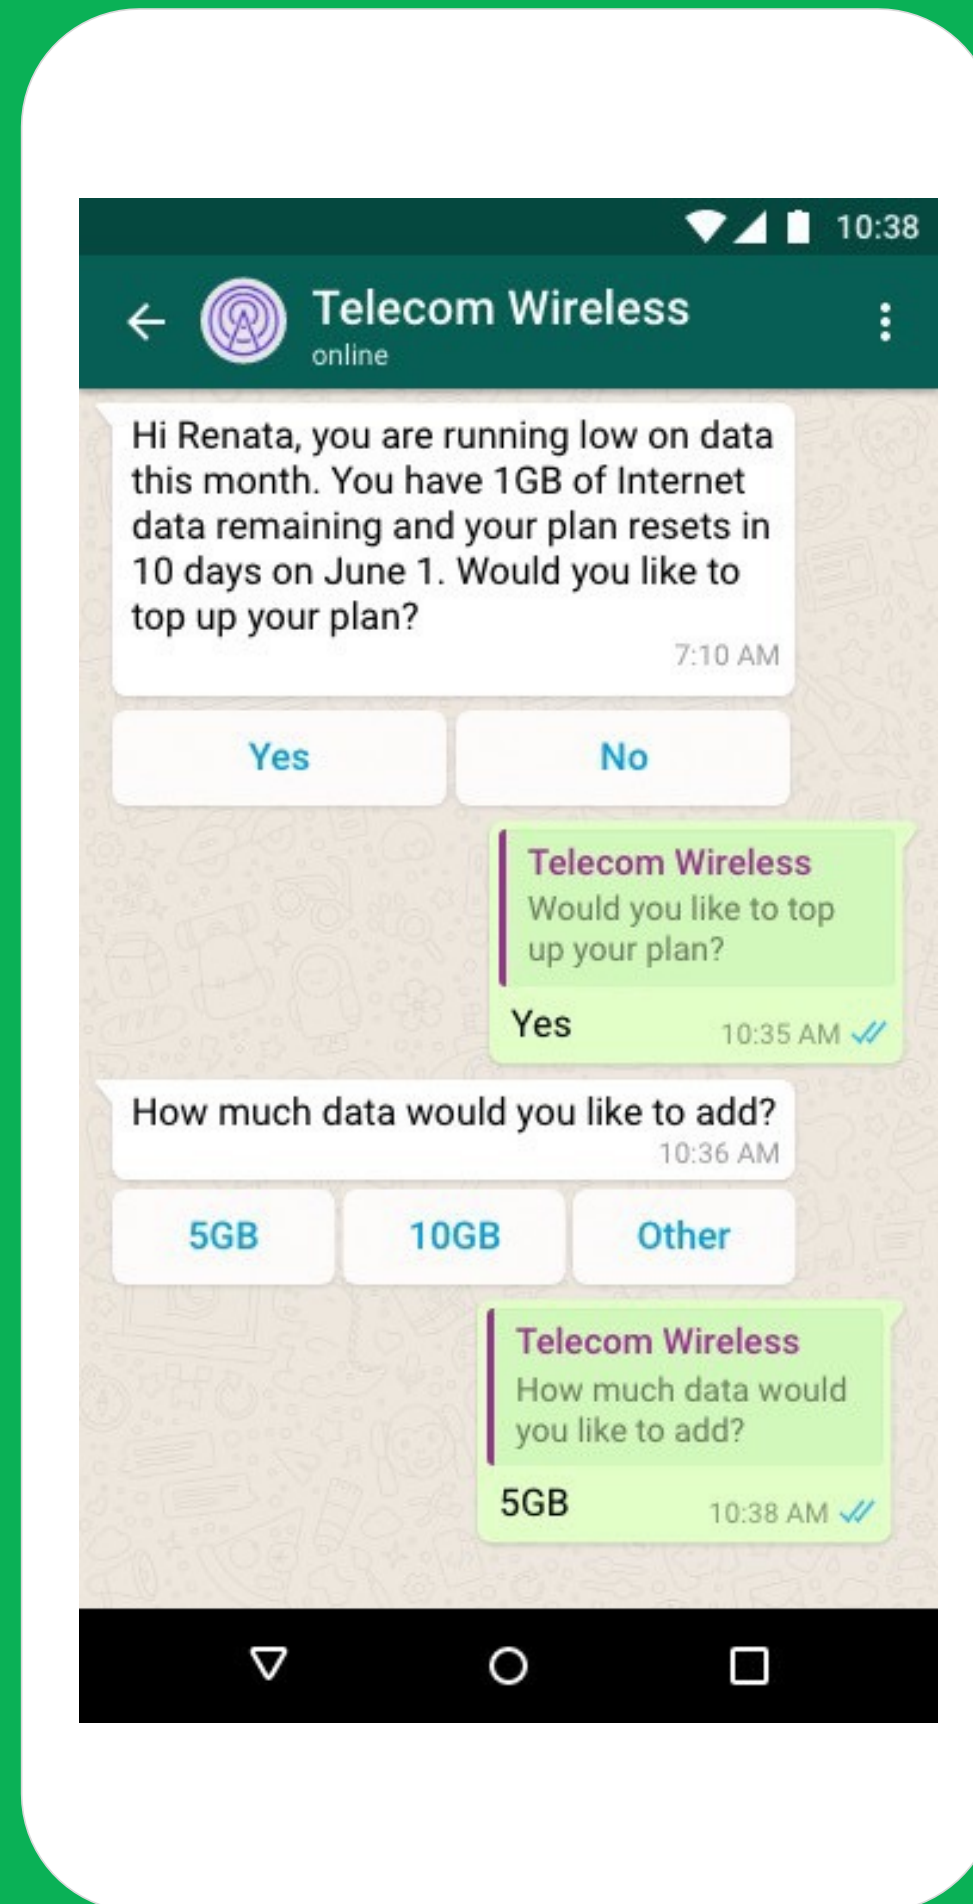 10:38
Telecom Wireless
online
Hi Renata, you are running low on data
this month. You have 1GB of Internet
data remaining and your plan resets in
10 days on June 1. Would you like to
top up your plan?
7:10 AM
Yes No
Telecom Wireless
Would you like to top
up your plan?
Yes 10:35 AM
How much data would you like to add?
10:36 AM
5GB 10GB Other
Telecom Wireless
How much data would
you like to add?
5GB 10:38 AM